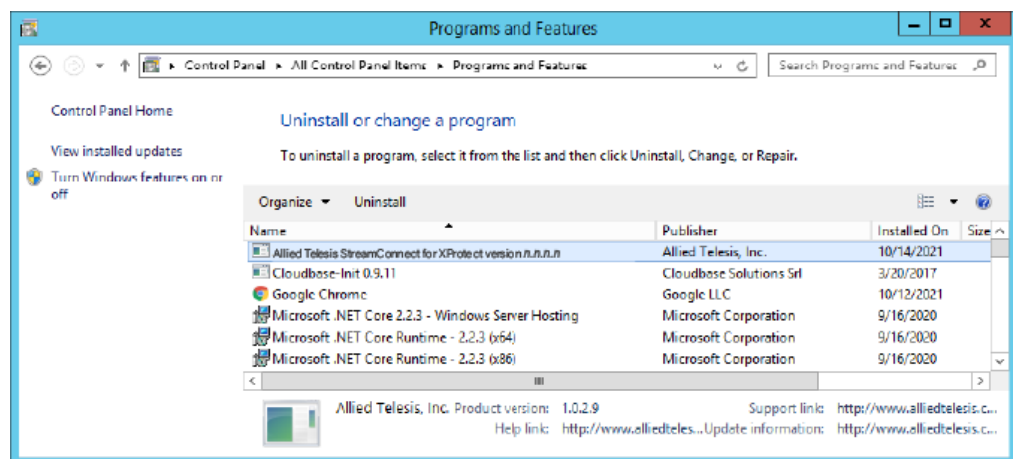 Programs and Features
Control Panel ▸ All Control Panel Items ▸ Programs and Features
Search Programs and Features
Control Panel Home
Uninstall or change a program
View installed updates
To uninstall a program, select it from the list and then click Uninstall, Change, or Repair.
Turn Windows features on or
off
Organize Uninstall
Name Publisher Installed On Size
Allied Telesis StreamConnect for XProtect version n.n.n.n Allied Telesis, Inc. 10/14/2021
Cloudbase-Init 0.9.11 Cloudbase Solutions Srl 3/20/2017
Google Chrome Google LLC 10/12/2021
Microsoft .NET Core 2.2.3 - Windows Server Hosting Microsoft Corporation 9/16/2020
Microsoft .NET Core Runtime - 2.2.3 (x64) Microsoft Corporation 9/16/2020
Microsoft .NET Core Runtime - 2.2.3 (x86) Microsoft Corporation 9/16/2020
Allied Telesis, Inc. Product version: 1.0.2.9 Support link: http://www.alliedtelesis.c...
Help link: http://www.alliedteles... Update information: http://www.alliedtelesis.c...